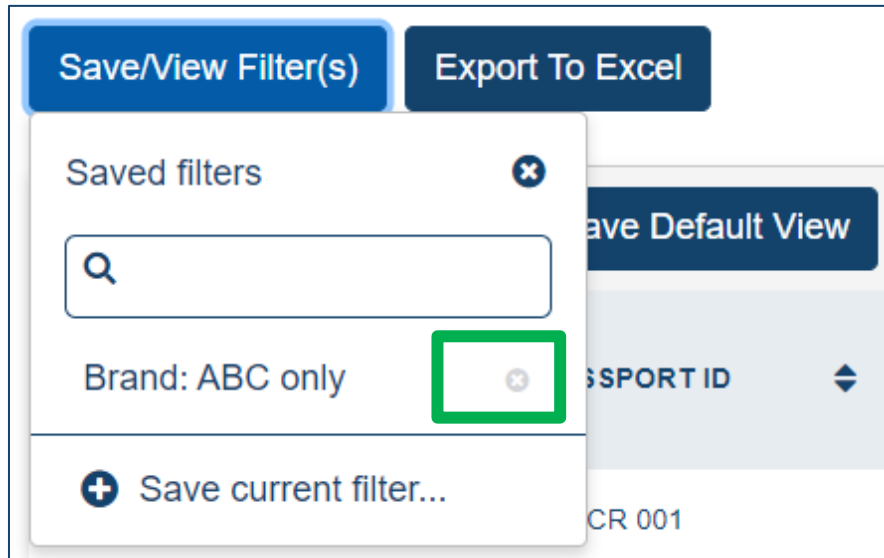 Save/View Filter(s) Export To Excel
Saved filters
ave Default View
Brand: ABC only
SSPORT ID
Save current filter...
CR 001